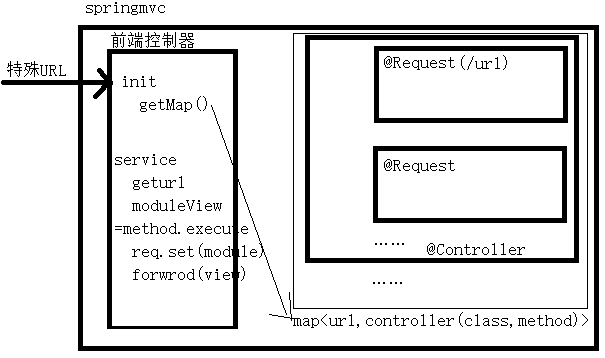 springmvc
前端控制器
特殊URL
init
getMap()
service
geturl
moduleView
=method.execute
req.set(module)
forwrod(view)
@Request(/url)
@Request
……
@Controller
……
map<url,controller(class,method)>